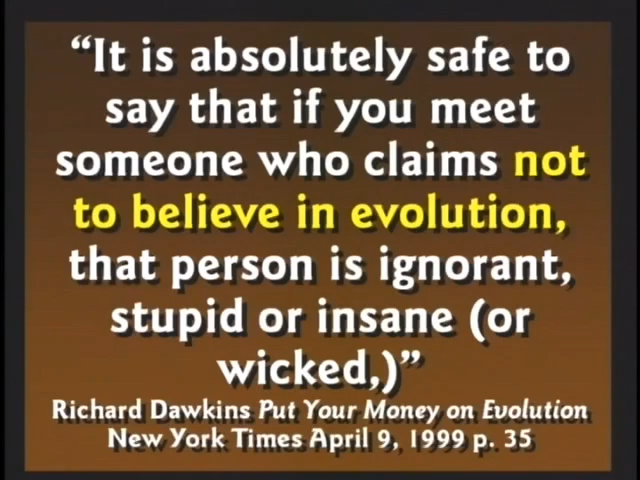 “It is absolutely safe to
say that if you meet
someone who claims not
to believe in evolution,
that person is ignorant,
stupid or insane (or
wicked,)”
Richard Dawkins Put Your Money on Evolution
New York Times April 9, 1999 p. 35